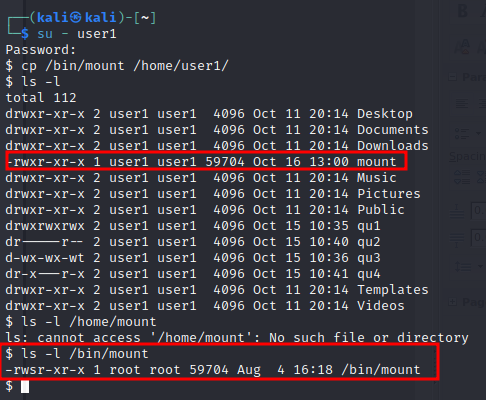 ┌──(kali㉿kali)-[~]
└─$ su - user1
Password:
$ cp /bin/mount /home/user1/
$ ls -l
total 112
drwxr-xr-x 2 user1 user1  4096 Oct 11 20:14 Desktop
drwxr-xr-x 2 user1 user1  4096 Oct 11 20:14 Documents
drwxr-xr-x 2 user1 user1  4096 Oct 11 20:14 Downloads
-rwxr-xr-x 1 user1 user1 59704 Oct 16 13:00 mount
drwxr-xr-x 2 user1 user1  4096 Oct 11 20:14 Music
drwxr-xr-x 2 user1 user1  4096 Oct 11 20:14 Pictures
drwxr-xr-x 2 user1 user1  4096 Oct 11 20:14 Public
drwxrwxrwx 2 user1 user1  4096 Oct 15 10:35 qu1
dr-----r-- 2 user1 user1  4096 Oct 15 10:40 qu2
d-wx-wx-wt 2 user1 user1  4096 Oct 15 10:36 qu3
dr-x---r-x 2 user1 user1  4096 Oct 15 10:41 qu4
drwxr-xr-x 2 user1 user1  4096 Oct 11 20:14 Templates
drwxr-xr-x 2 user1 user1  4096 Oct 11 20:14 Videos
$ ls -l /home/mount
ls: cannot access '/home/mount': No such file or directory
$ ls -l /bin/mount
-rwsr-xr-x 1 root root 59704 Aug  4 16:18 /bin/mount
$